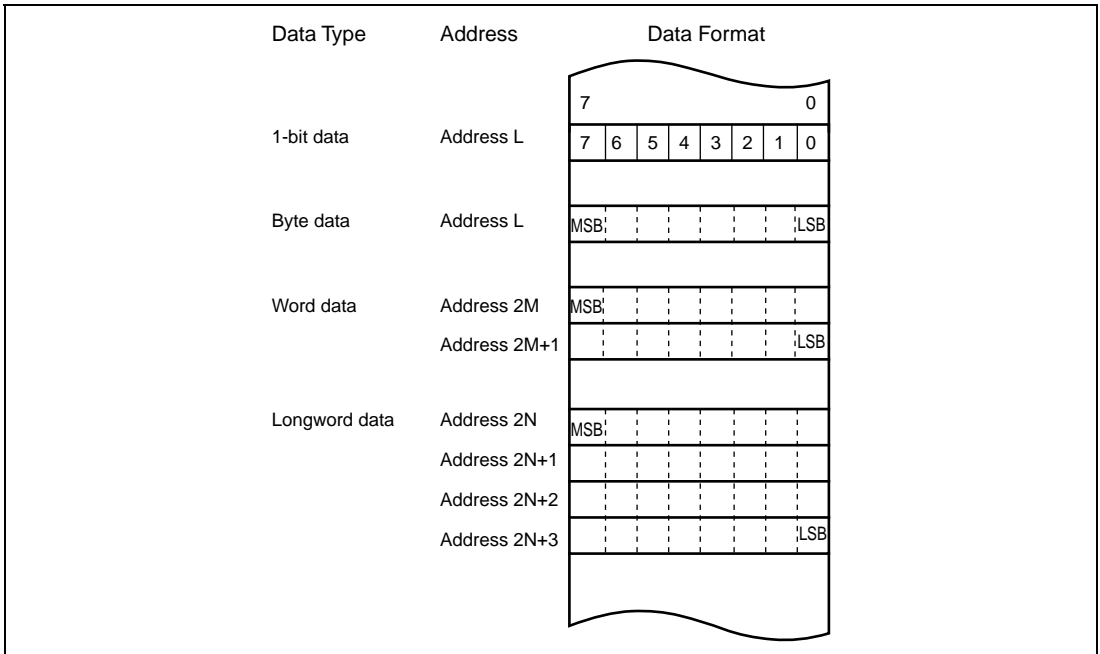 Data Type Address Data Format
7 0
1-bit data Address L 7 6 5 4 3 2 1 0
Byte data Address L MSB LSB
Word data Address 2M MSB
Address 2M+1 LSB
Longword data Address 2N MSB
Address 2N+1
Address 2N+2
Address 2N+3 LSB